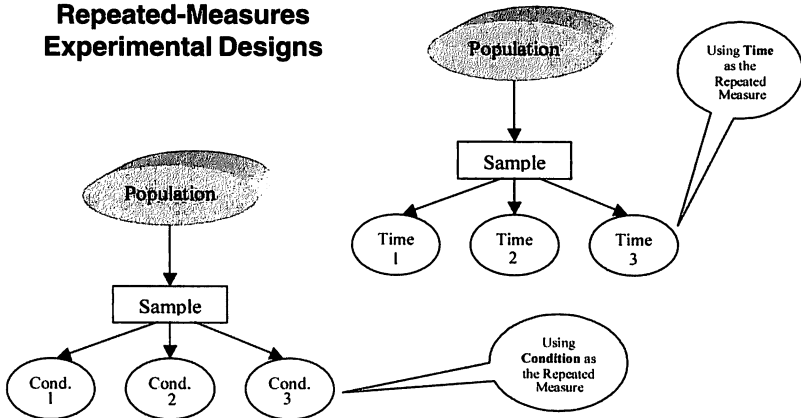 Repeated-Measures
Experimental Designs
Population
Sample
Time
1
Time
2
Time
3
Using Time
as the
Repeated
Measure
Population
Sample
Cond.
1
Cond.
2
Cond.
3
Using
Condition as
the Repeated
Measure